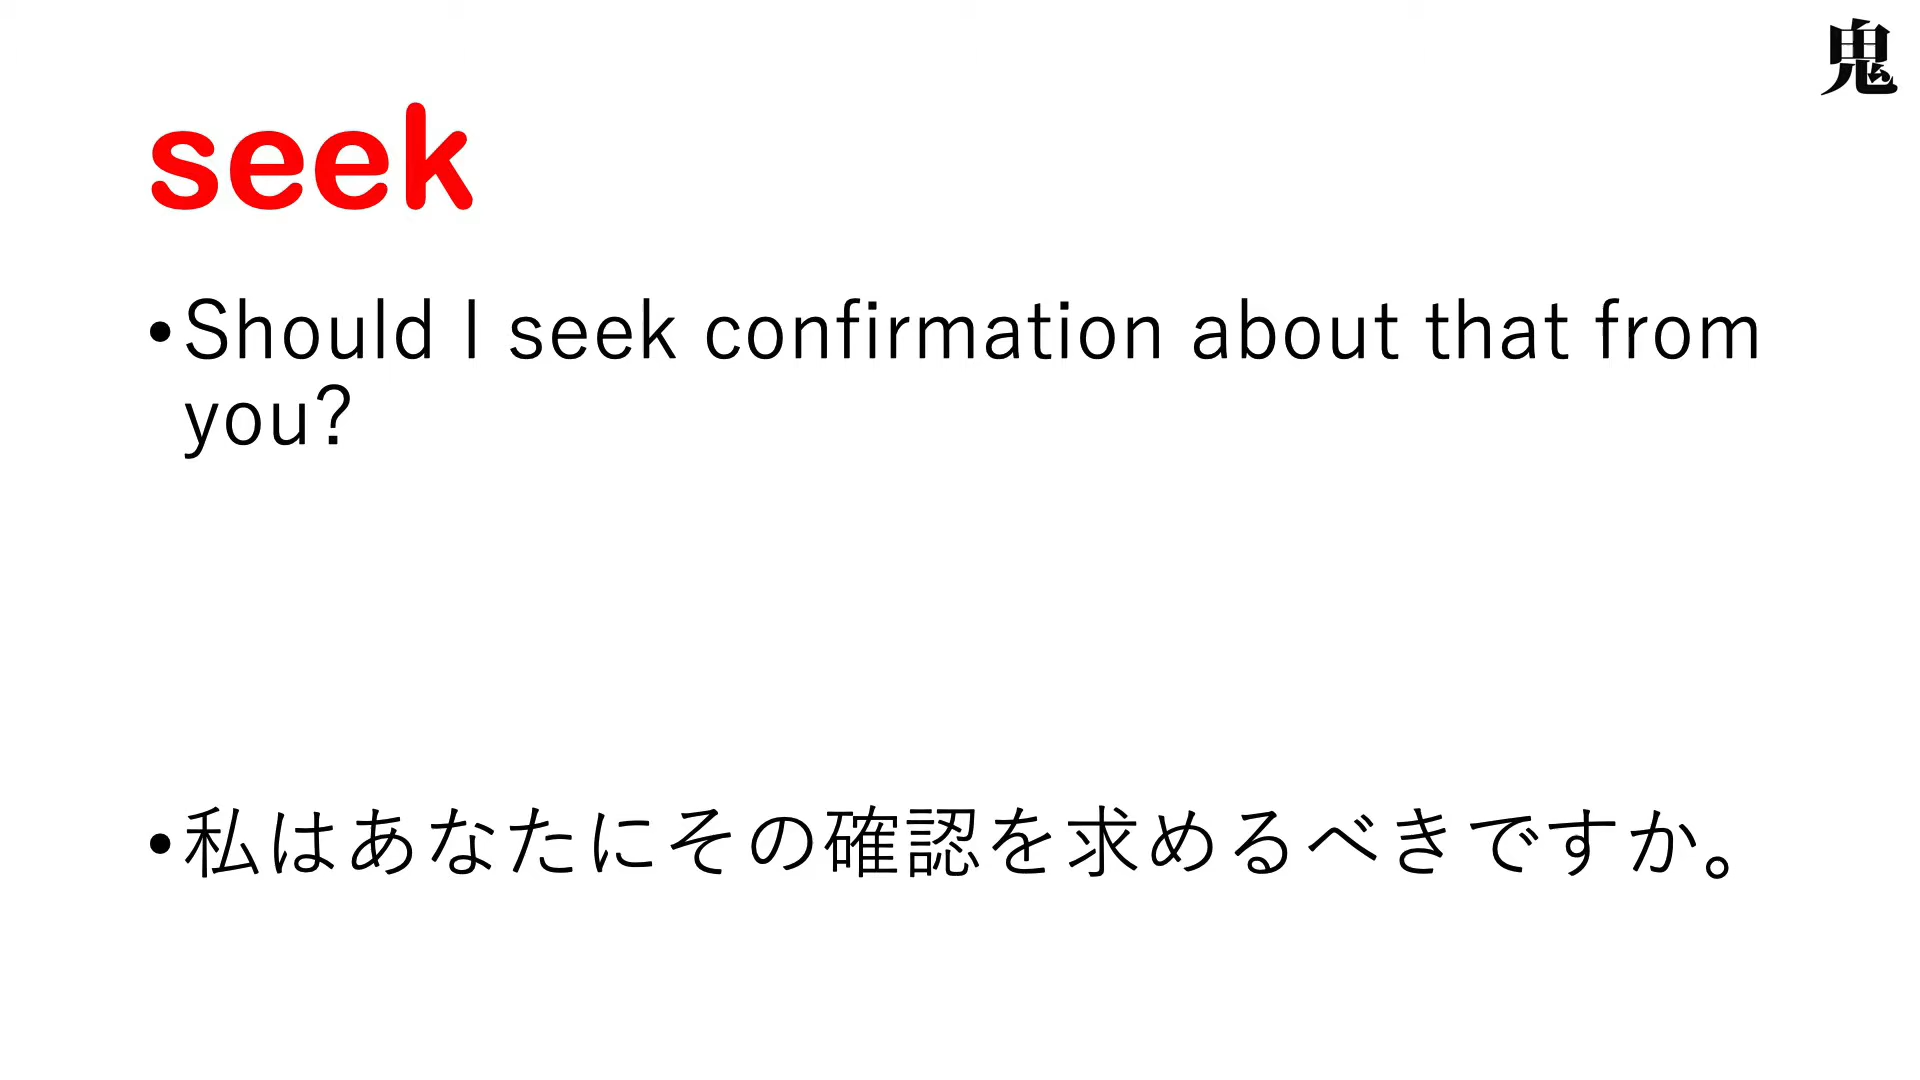 鬼
seek
•Should I seek confirmation about that from
you?
•私はあなたにその確認を求めるべきですか。